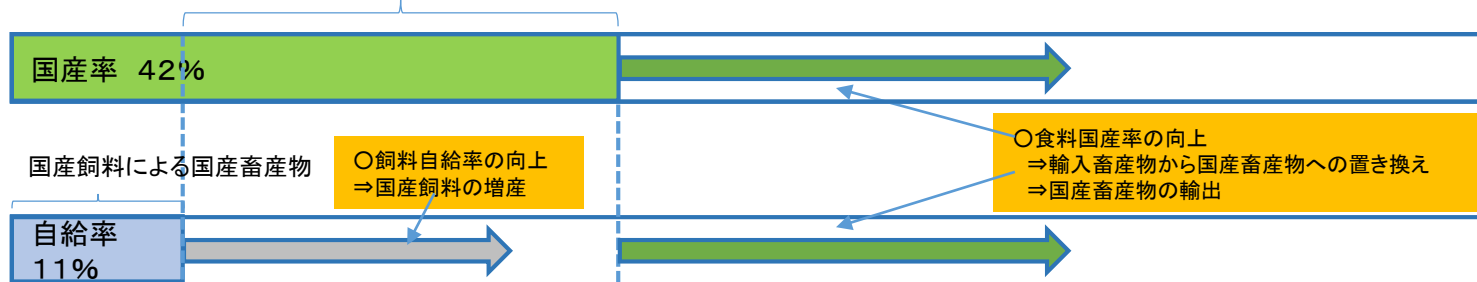 国産率 42%
国産飼料による国産畜産物
〇飼料自給率の向上
⇒国産飼料の増産
〇食料国産率の向上
⇒輸入畜産物から国産畜産物への置き換え
⇒国産畜産物の輸出
自給率
11%